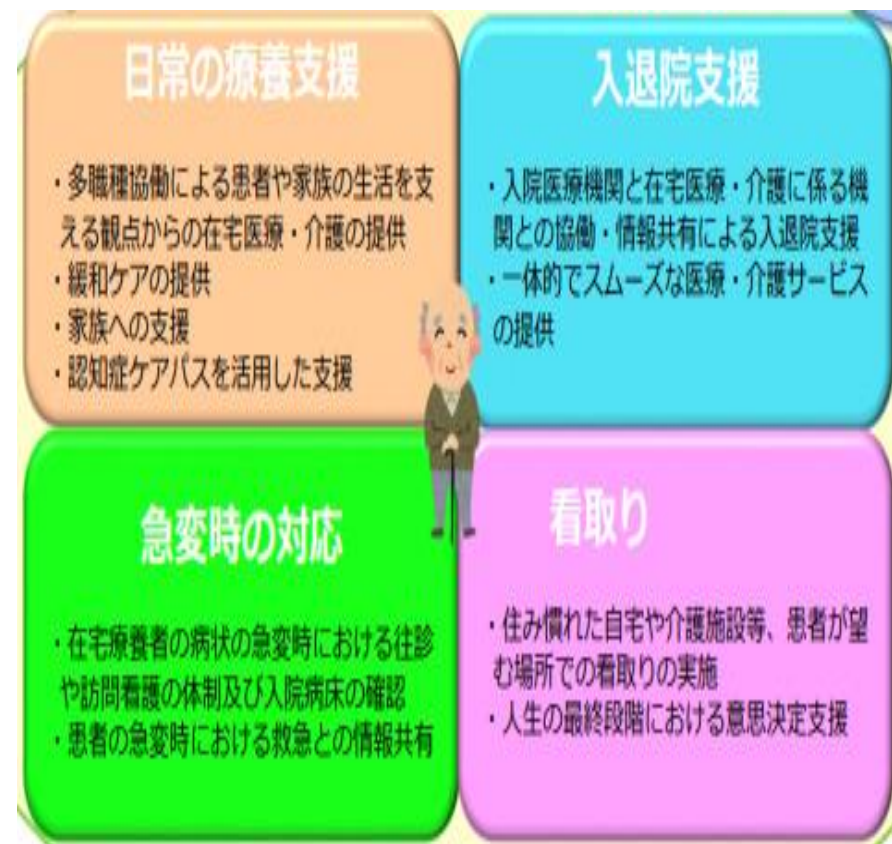 日常の療養支援
・多職種協働による患者や家族の生活を支
える観点からの在宅医療・介護の提供
・緩和ケアの提供
・家族への支援
・認知症ケアパスを活用した支援
入退院支援
・入院医療機関と在宅医療・介護に係る機
関との協働・情報共有による入退院支援
・一体的でスムーズな医療・介護サービス
の提供
急変時の対応
・在宅療養者の病状の急変時における往診
や訪問看護の体制及び入院病床の確認
・患者の急変時における救急との情報共有
看取り
・住み慣れた自宅や介護施設等、患者が望
む場所での看取りの実施
・人生の最終段階における意思決定支援